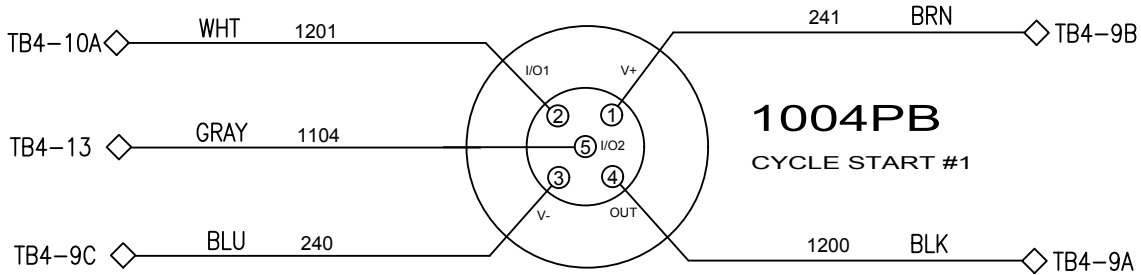 TB4-10A WHT 1201 241 BRN TB4-9B
I/O1 V+
2 1
1004PB
TB4-13 GRAY 1104 5 I/O2
CYCLE START #1
3 4
V- OUT
TB4-9C BLU 240 1200 BLK TB4-9A